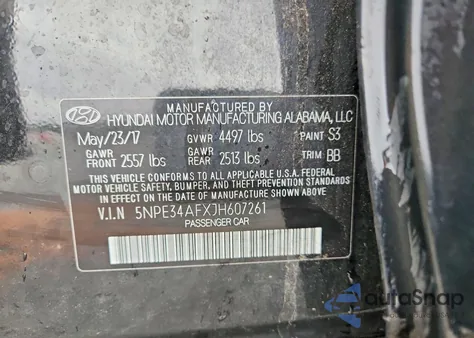 MANUFACTURED BY
HYUNDAI MOTOR MANUFACTURING ALABAMA, LLC
May/23/17 GVWR 4497 lbs PAINT S3
GAWR FRONT 2557 lbs GAWR REAR 2513 lbs TRIM BB
THIS VEHICLE CONFORMS TO ALL APPLICABLE U.S. FEDERAL
MOTOR VEHICLE SAFETY, BUMPER, AND THEFT PREVENTION
STANDARDS IN EFFECT ON THE DATE OF MANUFACTURE
SHOWN ABOVE.
V.I.N 5NPE34AFXJH607261
PASSENGER CAR
autoSnap